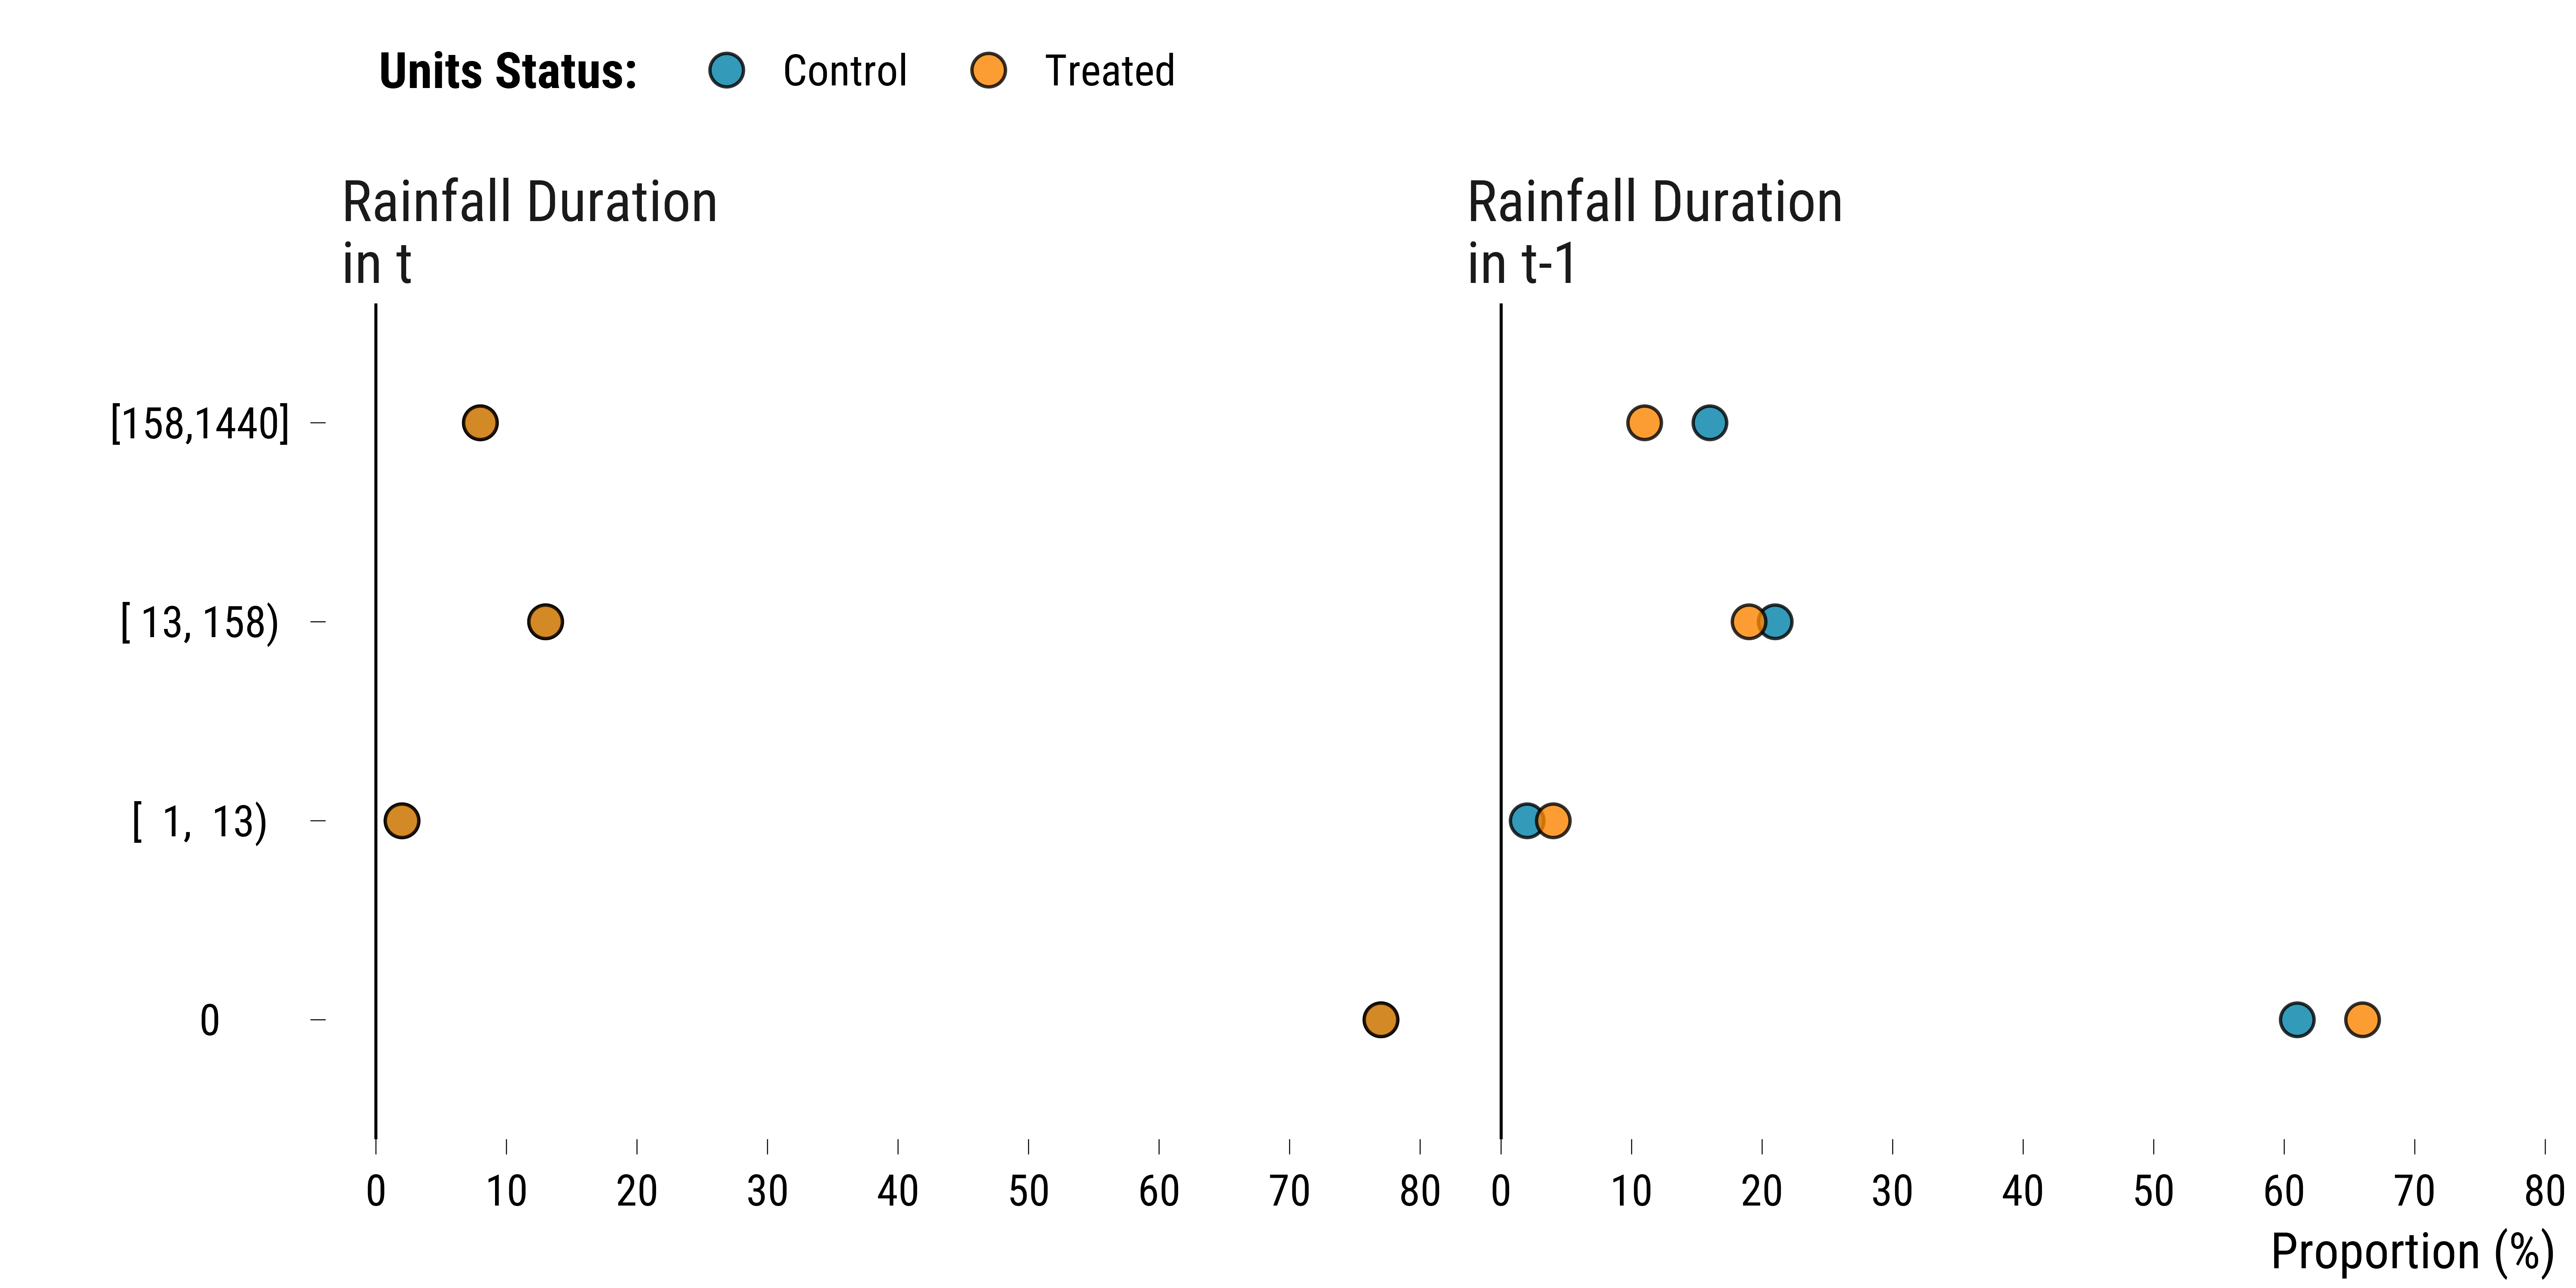 Units Status: Control Treated
Rainfall Duration
in t
Rainfall Duration
in t-1
[158,1440]
[ 13, 158)
[  1,  13)
0
0 10 20 30 40 50 60 70 80
0 10 20 30 40 50 60 70 80
Proportion (%)